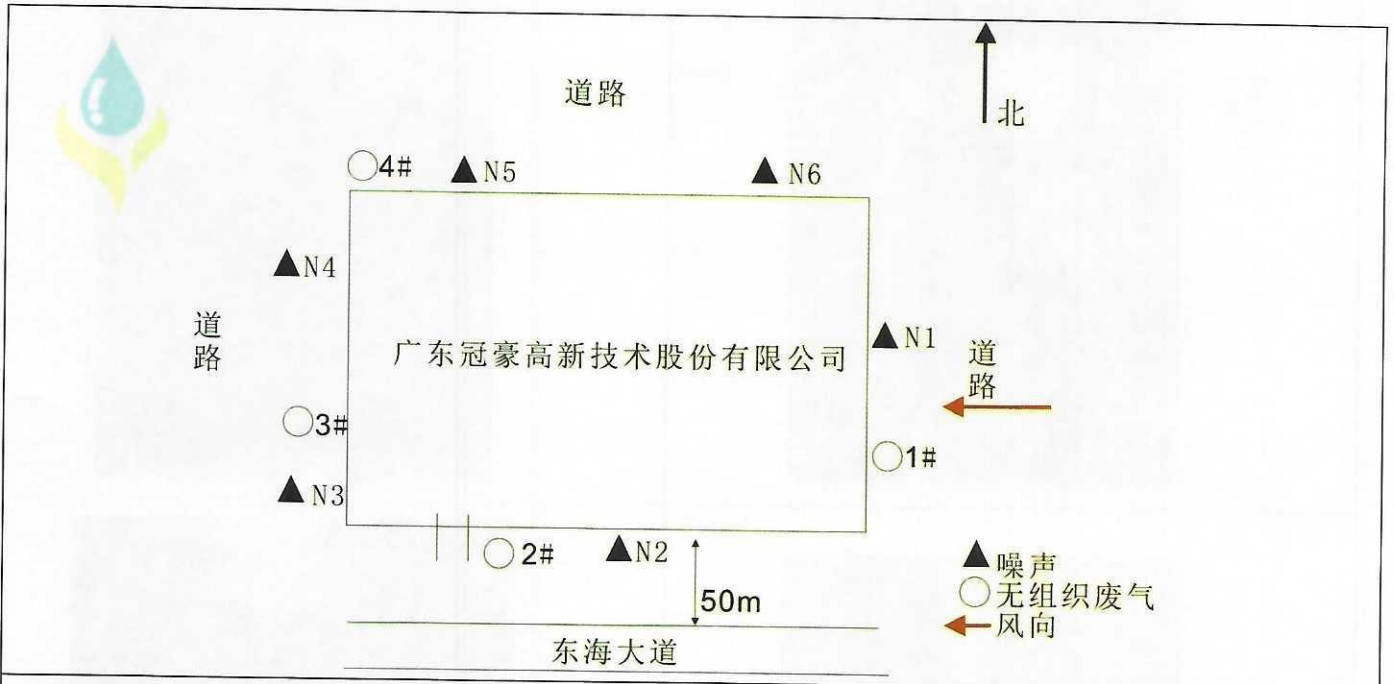 道路
北
4#
N5
N6
N4
道路
广东冠豪高新技术股份有限公司
N1
道路
3#
1#
N3
2#
N2
50m
噪声
无组织废气
风向
东海大道